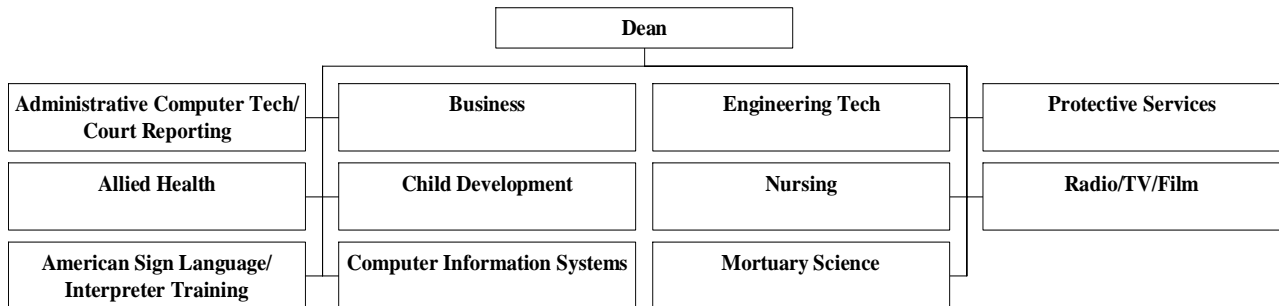 Dean
Administrative Computer Tech/
Court Reporting
Business
Engineering Tech
Protective Services
Allied Health
Child Development
Nursing
Radio/TV/Film
American Sign Language/
Interpreter Training
Computer Information Systems
Mortuary Science